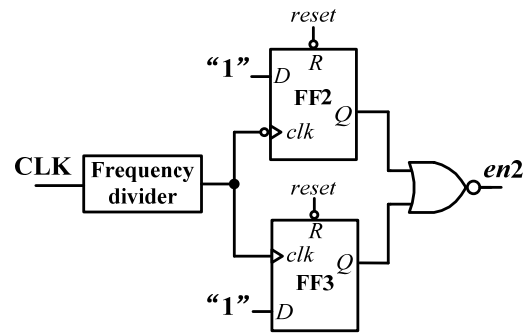 reset
R
"1"
D
FF2
Q
clk
CLK
Frequency
divider
en2
reset
R
clk
Q
FF3
"1"
D